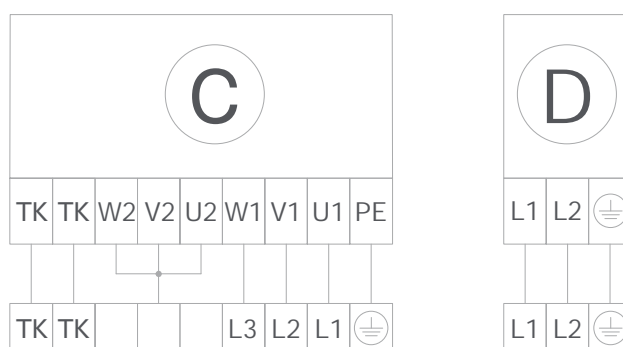 C
D
TK TK W2 V2 U2 W1 V1 U1 PE
L1 L2
TK TK L3 L2 L1
L1 L2